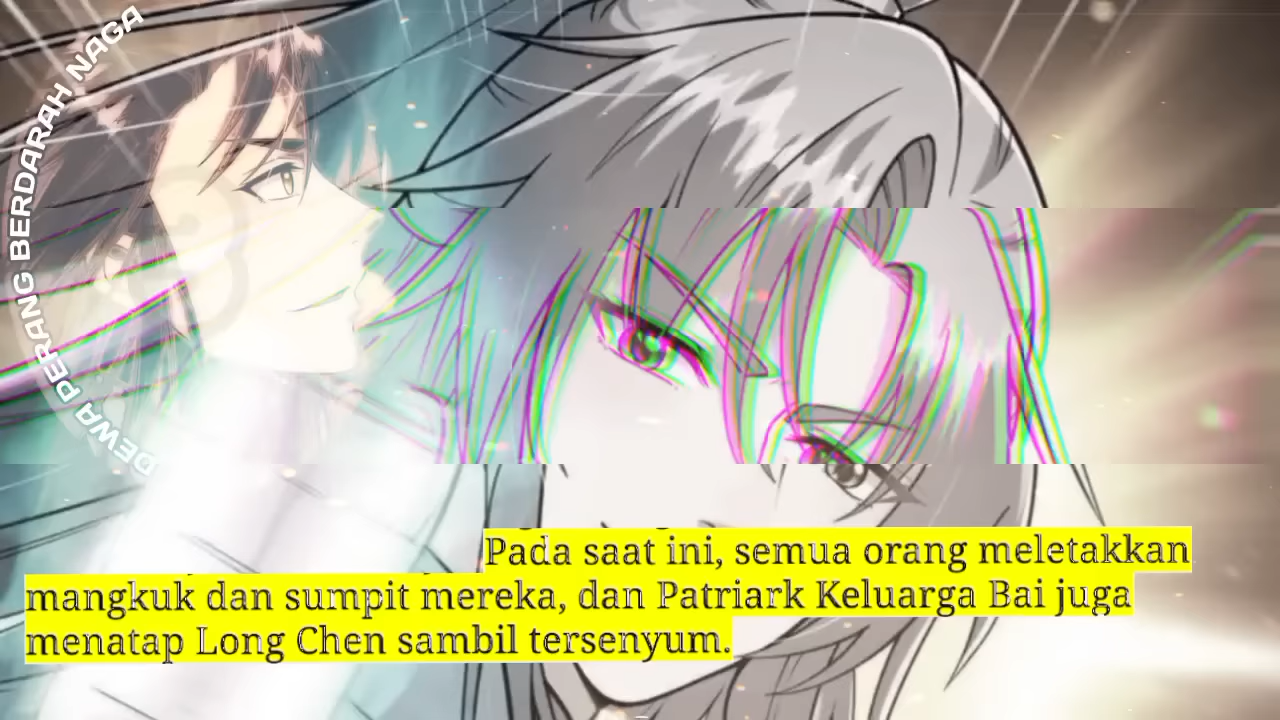 DEWA PERANG BERDARAH NAGA
Pada saat ini, semua orang meletakkan
mangkuk dan sumpit mereka, dan Patriark Keluarga Bai juga
menatap Long Chen sambil tersenyum.